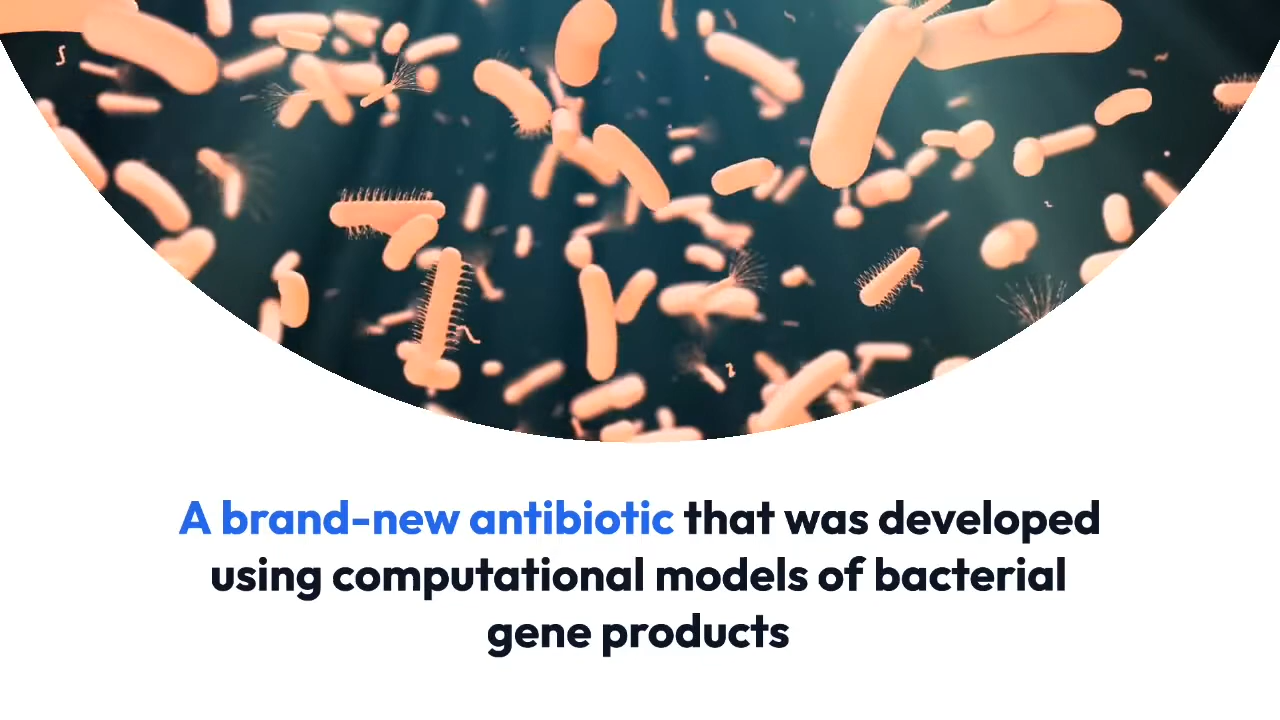 A brand-new antibiotic that was developed
using computational models of bacterial
gene products